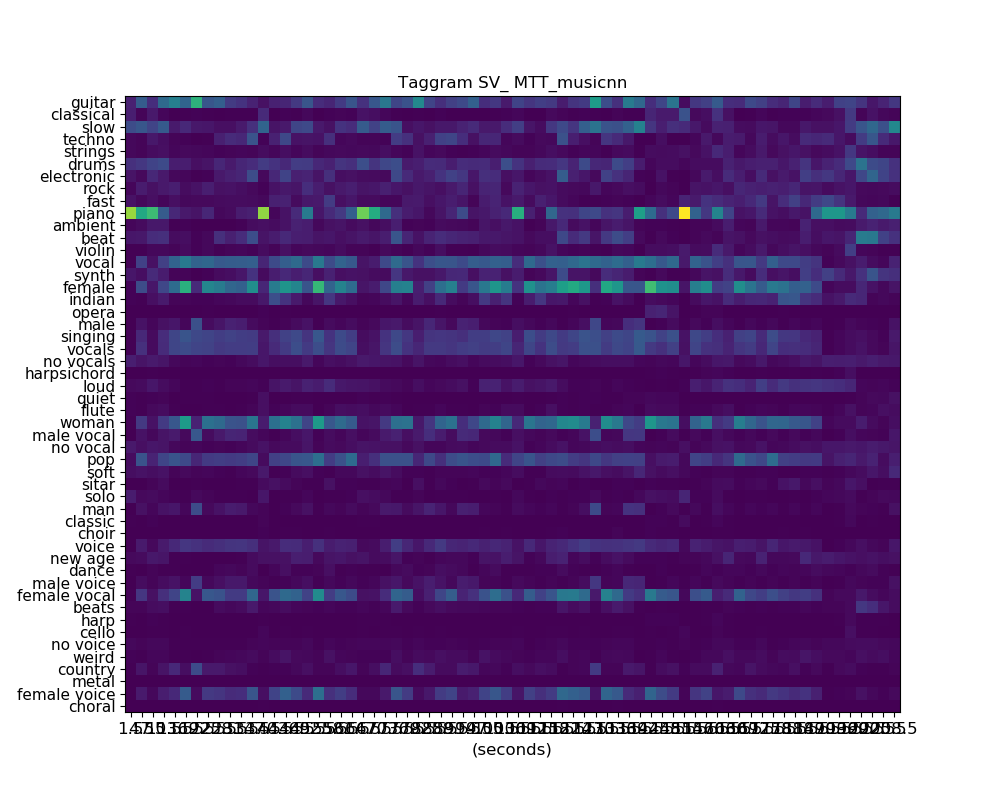 Taggram SV_ MTT_musicnn
guitar
classical
slow
techno
strings
drums
electronic
rock
fast
piano
ambient
beat
violin
vocal
synth
female
indian
opera
male
singing
vocals
no vocals
harpsichord
loud
quiet
flute
woman
male vocal
no vocal
pop
soft
sitar
solo
man
classic
choir
voice
new age
dance
male voice
female vocal
beats
harp
cello
no voice
weird
country
metal
female voice
choral
(seconds)